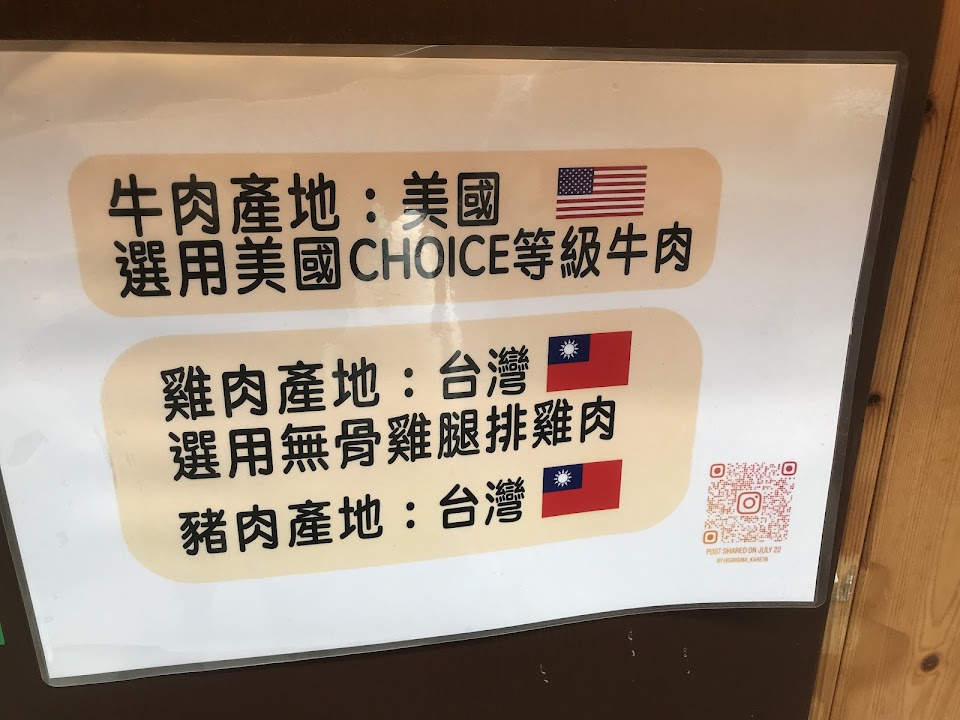 牛肉產地：美國
選用美國CHOICE等級牛肉
雞肉產地：台灣
選用無骨雞腿排雞肉
豬肉產地：台灣
POST SHARED ON JULY 22
BY HISAYAMA_KAREYA